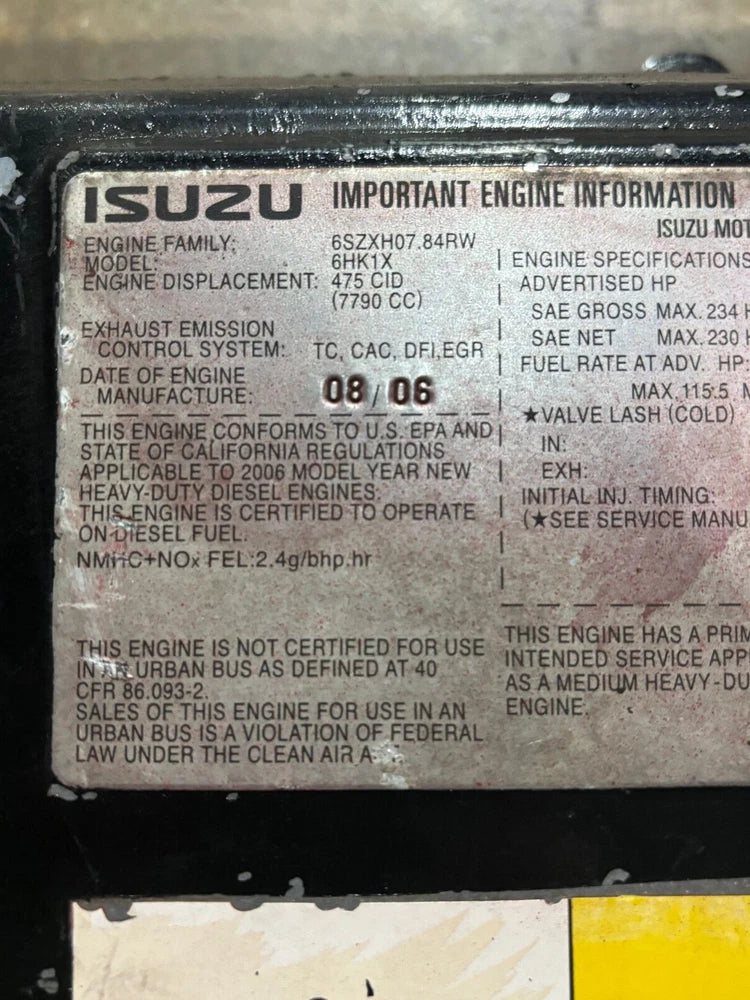 ISUZU IMPORTANT ENGINE INFORMATION
ISUZU MOT
ENGINE FAMILY: 6SZXH07.84RW
MODEL: 6HK1X
ENGINE DISPLACEMENT: 475 CID
(7790 CC)
EXHAUST EMISSION
CONTROL SYSTEM: TC, CAC, DFI,EGR
DATE OF ENGINE
MANUFACTURE: 08 / 06
THIS ENGINE CONFORMS TO U.S. EPA AND
STATE OF CALIFORNIA REGULATIONS
APPLICABLE TO 2006 MODEL YEAR NEW
HEAVY-DUTY DIESEL ENGINES.
THIS ENGINE IS CERTIFIED TO OPERATE
ON DIESEL FUEL.
NMHC+NOx FEL:2.4g/bhp.hr
THIS ENGINE IS NOT CERTIFIED FOR USE
IN AN URBAN BUS AS DEFINED AT 40
CFR 86.093-2.
SALES OF THIS ENGINE FOR USE IN AN
URBAN BUS IS A VIOLATION OF FEDERAL
LAW UNDER THE CLEAN AIR A
ENGINE SPECIFICATIONS
ADVERTISED HP
SAE GROSS MAX. 234 H
SAE NET MAX. 230 H
FUEL RATE AT ADV. HP:
MAX. 115.5 M
★VALVE LASH (COLD)
IN:
EXH:
INITIAL INJ. TIMING:
(★SEE SERVICE MANU
THIS ENGINE HAS A PRIM
INTENDED SERVICE APP
AS A MEDIUM HEAVY-DU
ENGINE.